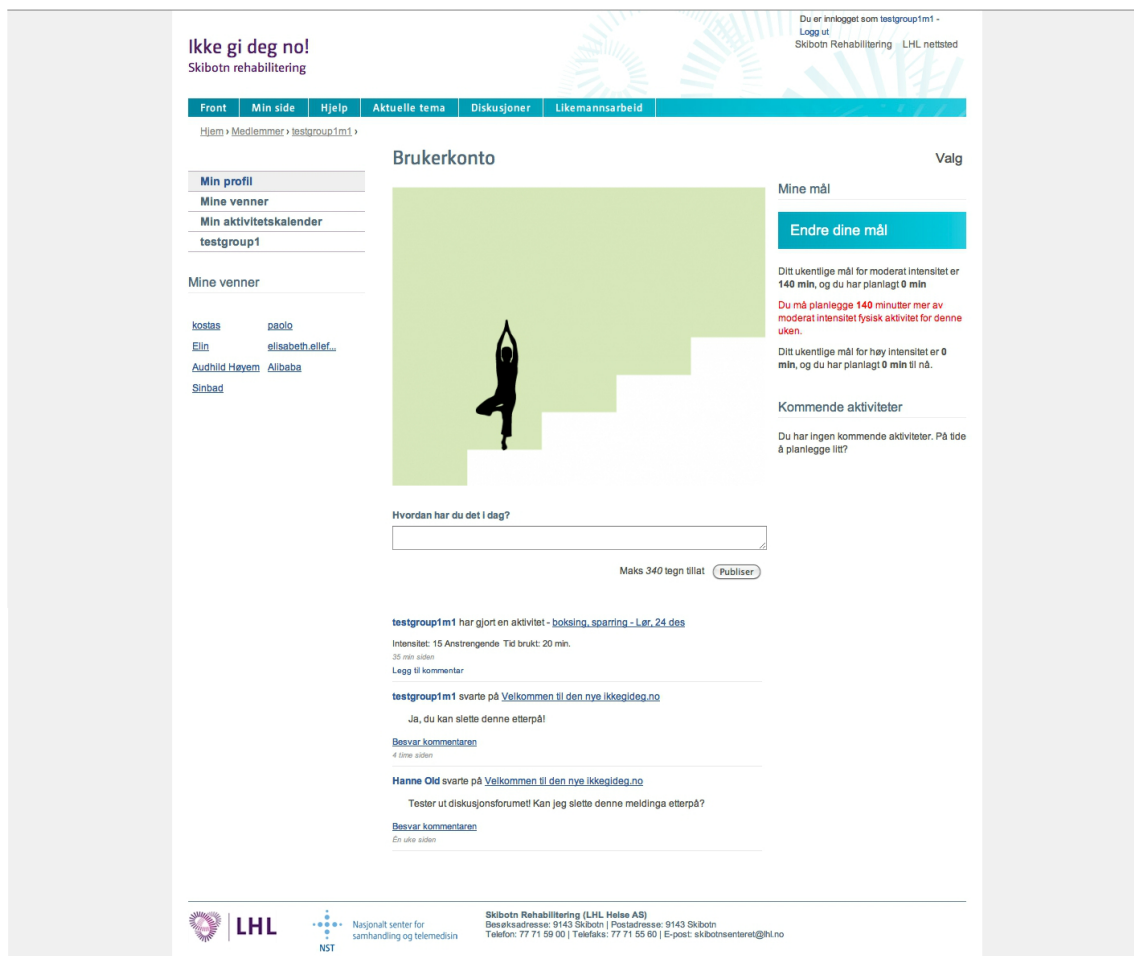 Du er innlogget som testgroup1m1 -
Logg ut
Skibotn Rehabilitering LHL nettsted
Ikke gi deg no!
Skibotn rehabilitering
Front Min side Hjelp Aktuelle tema Diskusjoner Likemannsarbeid
Hjem › Medlemmer › testgroup1m1 ›
Min profil
Mine venner
Min aktivitetskalender
testgroup1
Mine venner
kostas paolo
Elin elisabeth.ellef...
Audhild Høyem Alibaba
Sinbad
Brukerkonto
Hvordan har du det i dag?
Maks 340 tegn tillat Publiser
testgroup1m1 har gjort en aktivitet - boksing, sparring - Lør, 24 des
Intensitet: 15 Anstrengende Tid brukt: 20 min.
35 min siden
Legg til kommentar
testgroup1m1 svarte på Velkommen til den nye ikkegideg.no
Ja, du kan slette denne etterpå!
Besvar kommentaren
4 time siden
Hanne Old svarte på Velkommen til den nye ikkegideg.no
Tester ut diskusjonsforumet! Kan jeg slette denne meldinga etterpå?
Besvar kommentaren
En uke siden
Valg
Mine mål
Endre dine mål
Ditt ukentlige mål for moderat intensitet er
140 min, og du har planlagt 0 min
Du må planlegge 140 minutter mer av
moderat intensitet fysisk aktivitet for denne
uken.
Ditt ukentlige mål for høy intensitet er 0
min, og du har planlagt 0 min til nå.
Kommende aktiviteter
Du har ingen kommende aktiviteter. På tide
å planlegge litt?
LHL
NST
Nasjonalt senter for
samhandling og telemedisin
Skibotn Rehabilitering (LHL Helse AS)
Besøksadresse: 9143 Skibotn | Postadresse: 9143 Skibotn
Telefon: 77 71 59 00 | Telefaks: 77 71 55 60 | E-post: skibotnsenteret@lhl.no